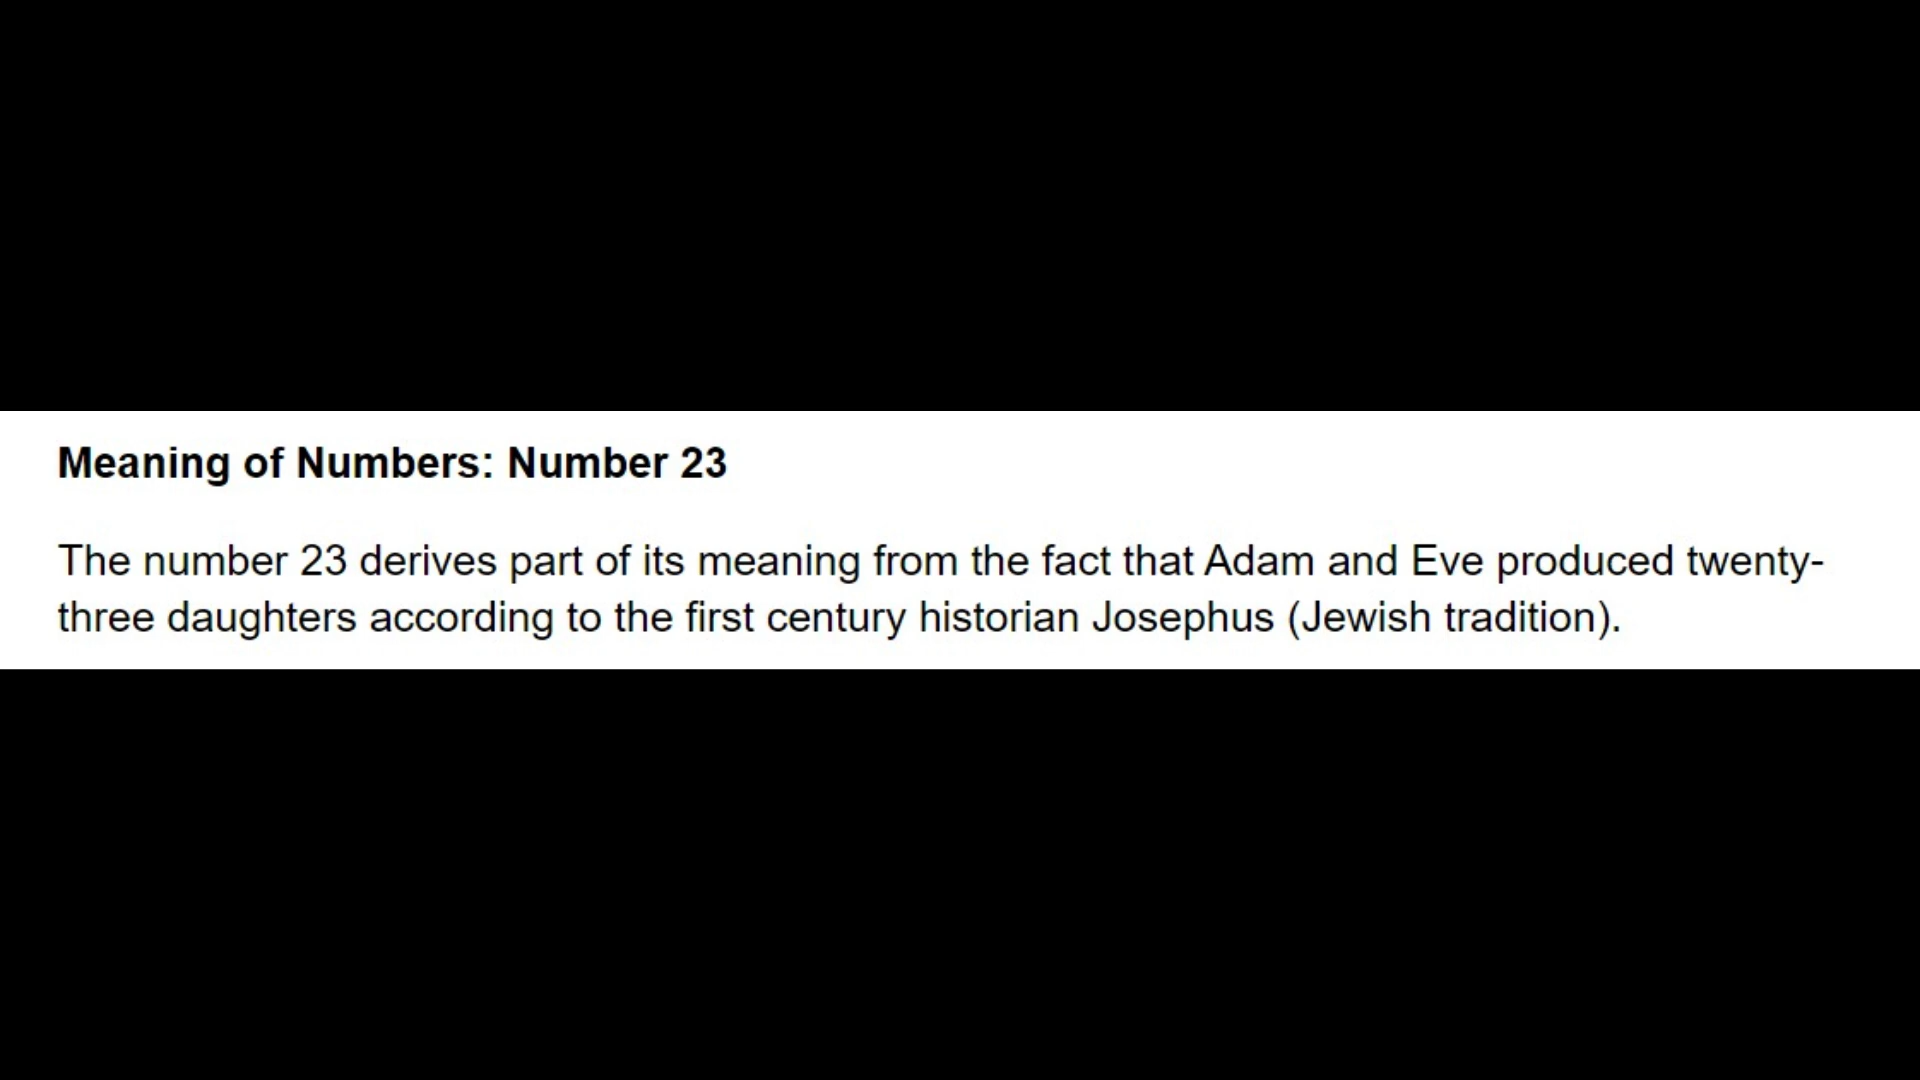 Meaning of Numbers: Number 23
The number 23 derives part of its meaning from the fact that Adam and Eve produced twenty-
three daughters according to the first century historian Josephus (Jewish tradition).